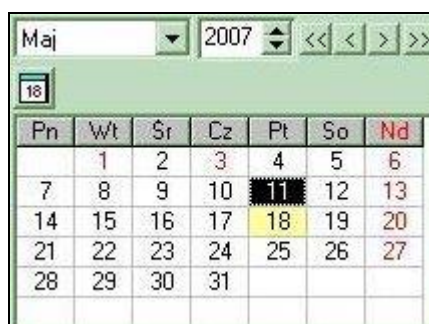 Maj 2007 << < > >>
18
Pn Wt Śr Cz Pt So Nd
1 2 3 4 5 6
7 8 9 10 11 12 13
14 15 16 17 18 19 20
21 22 23 24 25 26 27
28 29 30 31